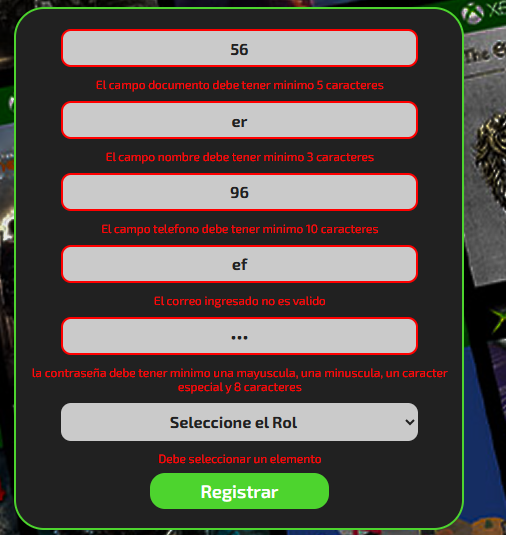 56
El campo documento debe tener minimo 5 caracteres
er
El campo nombre debe tener minimo 3 caracteres
96
El campo telefono debe tener minimo 10 caracteres
ef
El correo ingresado no es valido
•••
la contraseña debe tener minimo una mayuscula, una minuscula, un caracter
especial y 8 caracteres
Seleccione el Rol
Debe seleccionar un elemento
Registrar
The